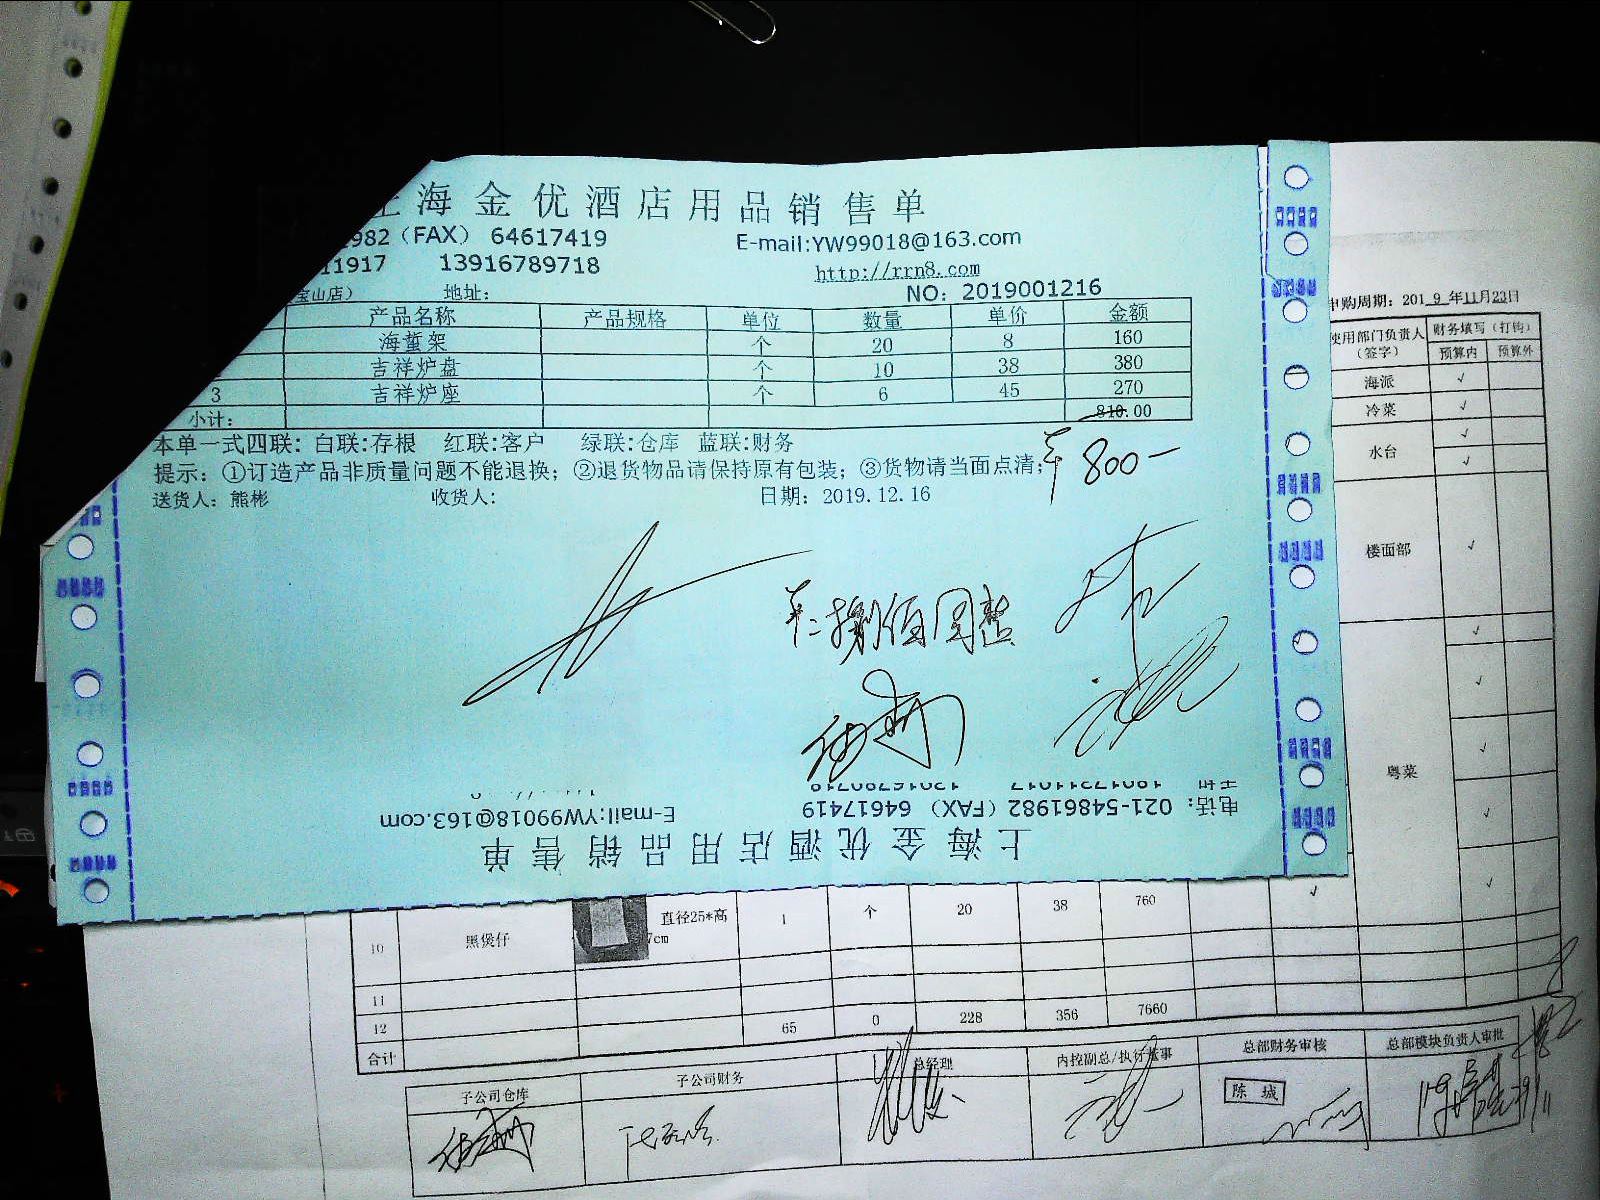 海金优酒店用品销售单
982（FAX） 64617419 E-mail:YW99018@163.com
11917 13916789718 http://rrn8.com
宝山店） 地址： NO：2019001216
产品名称 产品规格 单位 数量 单价 金额
海蜇架 个 20 8 160
吉祥炉盘 个 10 38 380
3 吉祥炉座 个 6 45 270
小计： 810.00
本单一式四联：白联:存根 红联:客户 绿联:仓库 蓝联:财务
提示：①订造产品非质量问题不能退换；②退货物品请保持原有包装；③货物请当面点清；
800-
送货人：熊彬 收货人： 日期：2019.12.16
捌佰圆整
电话：021-54861982（FAX）64617419 E-mail:YW99018@163.com
上海金优酒店用品销售单
申购周期：2019年11月23日
使用部门负责人（签字） 财务填写（打钩）
预算内 预算外
海派 ✓
冷菜 ✓
水台 ✓
✓
楼面部 ✓
✓
✓
粤菜 ✓
✓
✓
10 黑煲仔 直径25*高7cm 1 个 20 38 760 ✓
11
12 65 0 228 356 7660
合计
子公司仓库 子公司财务 总经理 内控副总/执行董事 总部财务审核 总部模块负责人审批
陈城